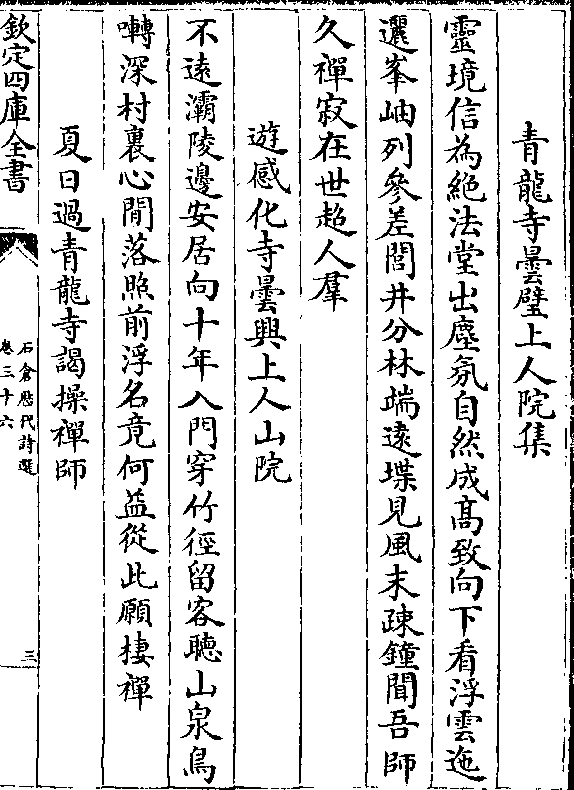 青龍寺曇壁上人院集
靈境信為絶法堂出塵氛自然成髙致向下看浮雲迤
邐峯岫列參差閭井分林端遠堞見風末疎鐘聞吾師
久禪寂在世超人羣
遊感化寺曇興上人山院
不遠灞陵邊安居向十年入門穿竹徑留客聽山泉鳥
囀深村裏心閒落照前浮名竟何益從此願捿禪
夏日過青龍寺謁操禪師
欽定四庫全書
石倉歴代詩選
卷三十六
三